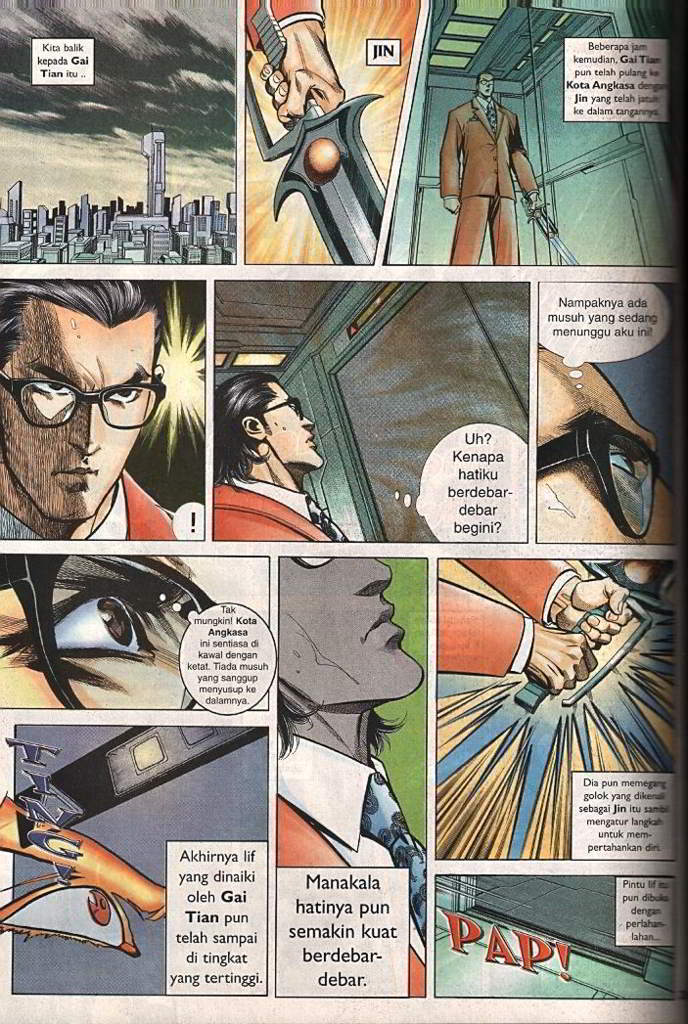 Kita balik
kepada Gai
Tian itu ..
JIN
Beberapa jam
kemudian, Gai Tian
pun telah pulang ke
Kota Angkasa dengan
Jin yang telah jatuh
ke dalam tangannya.
!
Uh?
Kenapa
hatiku
berdebar-
debar
begini?
Nampaknya ada
musuh yang sedang
menunggu aku ini!
Tak
mungkin! Kota
Angkasa
ini sentiasa di
kawal dengan
ketat. Tiada musuh
yang sanggup
menyusup ke
dalamnya.
TING
Akhirnya lif
yang dinaiki
oleh Gai
Tian pun
telah sampai
di tingkat
yang tertinggi.
Manakala
hatinya pun
semakin kuat
berdebar-
debar.
Dia pun memegang
golok yang dikenali
sebagai Jin itu sambil
mengatur langkah
untuk mem-
pertahankan diri.
Pintu lif itu
pun dibuka
dengan
perlahan-
lahan...
PAP!